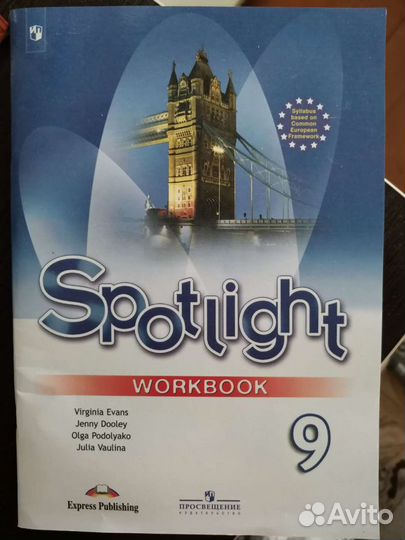 Syllabus
based on
Common
European
Framework
Spotlight
WORKBOOK
Virginia Evans
Jenny Dooley
Olga Podolyako
Julia Vaulina
9
Express Publishing
ПРОСВЕЩЕНИЕ
ИЗДАТЕЛЬСТВО
Avito